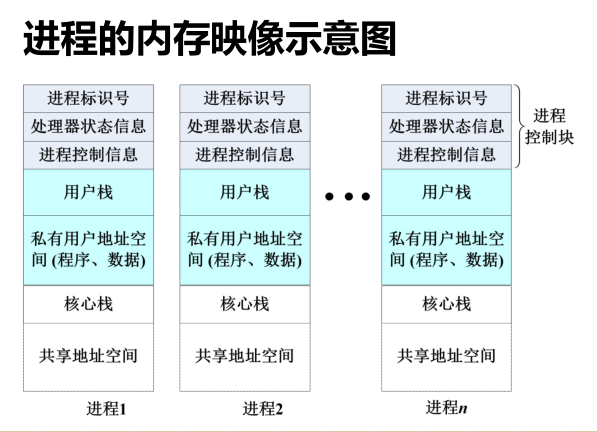 进程的内存映像示意图
进程标识号
处理器状态信息
进程控制信息
用户栈
私有用户地址空
间 (程序、数据)
核心栈
共享地址空间
进程1
进程标识号
处理器状态信息
进程控制信息
用户栈
私有用户地址空
间 (程序、数据)
核心栈
共享地址空间
进程2
•••
进程标识号
处理器状态信息
进程控制信息
用户栈
私有用户地址空
间 (程序、数据)
核心栈
共享地址空间
进程n
进程
控制块